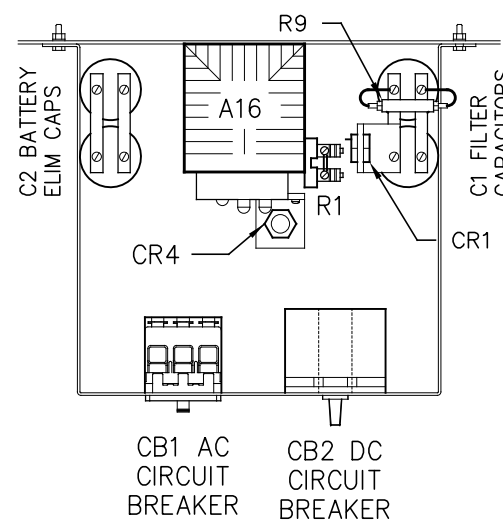 R9
C2 BATTERY
ELIM CAPS
A16
C1 FILTER
CAPACITORS
R1
CR4
CR1
CB1 AC
CIRCUIT
BREAKER
CB2 DC
CIRCUIT
BREAKER